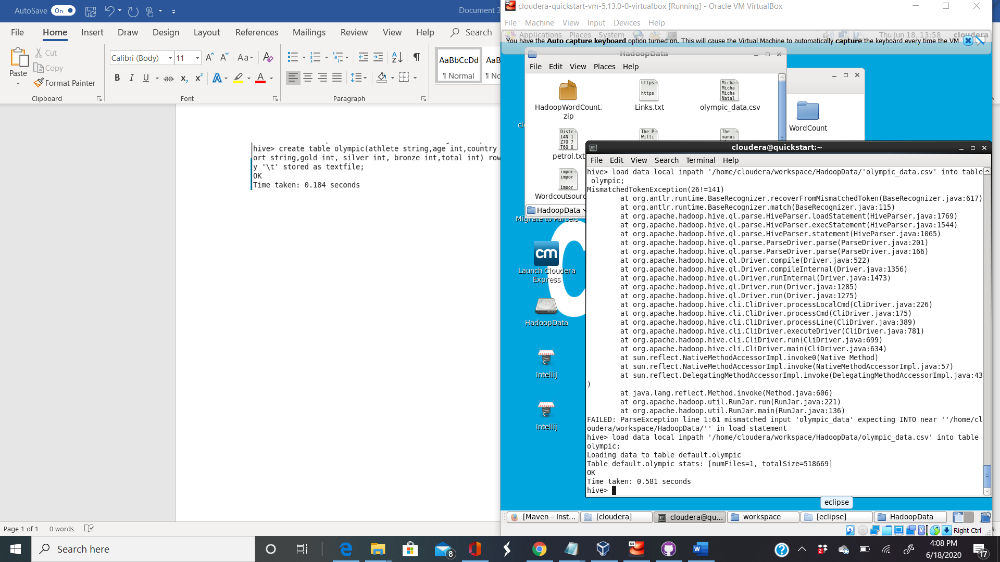 AutoSave On
Document 3
File Home Insert Draw Design Layout References Mailings Review View Help Search
Paste
Cut
Copy
Format Painter
Clipboard
Calibri (Body) 11
Font
Paragraph
AaBbCcDd
¶ Normal
AaB
¶ No
hive> create table olympic(athlete string,age int,country
ort string,gold int, silver int, bronze int,total int) row
y '\t' stored as textfile;
OK
Time taken: 0.184 seconds
Page 1 of 1 0 words
cloudera-quickstart-vm-5.13.0-0-virtualbox [Running] - Oracle VM VirtualBox
File Machine View Input Devices Help
Applications Places System
Thu Jun 18, 13:58 cloudera
You have the Auto capture keyboard option turned on. This will cause the Virtual Machine to automatically capture the keyboard every time the VM
HadoopData
File Edit View Places Help
HadoopWordCount.
zip
https
https
Links.txt
Micha
Micha
Micha
Natal
olympic_data.csv
Distr
I4N 1
Z7O 7
T6O 0
petrol.txt
The P
Willi
The
manus
impor
impor
impor
Wordcoutsourc
HadoopData
WordCount
Migrate to Parcels
cm
Launch Cloudera
Express
HadoopData
IntelliJ
Intellij
cloudera@quickstart:~
File Edit View Search Terminal Help
hive> load data local inpath '/home/cloudera/workspace/HadoopData/'olympic_data.csv' into table
 olympic;
MismatchedTokenException(26!=141)
at org.antlr.runtime.BaseRecognizer.recoverFromMismatchedToken(BaseRecognizer.java:617)
at org.antlr.runtime.BaseRecognizer.match(BaseRecognizer.java:115)
at org.apache.hadoop.hive.ql.parse.HiveParser.loadStatement(HiveParser.java:1769)
at org.apache.hadoop.hive.ql.parse.HiveParser.execStatement(HiveParser.java:1544)
at org.apache.hadoop.hive.ql.parse.HiveParser.statement(HiveParser.java:1065)
at org.apache.hadoop.hive.ql.parse.ParseDriver.parse(ParseDriver.java:201)
at org.apache.hadoop.hive.ql.parse.ParseDriver.parse(ParseDriver.java:166)
at org.apache.hadoop.hive.ql.Driver.compile(Driver.java:522)
at org.apache.hadoop.hive.ql.Driver.compileInternal(Driver.java:1356)
at org.apache.hadoop.hive.ql.Driver.runInternal(Driver.java:1473)
at org.apache.hadoop.hive.ql.Driver.run(Driver.java:1285)
at org.apache.hadoop.hive.ql.Driver.run(Driver.java:1275)
at org.apache.hadoop.hive.cli.CliDriver.processLocalCmd(CliDriver.java:226)
at org.apache.hadoop.hive.cli.CliDriver.processCmd(CliDriver.java:175)
at org.apache.hadoop.hive.cli.CliDriver.processLine(CliDriver.java:389)
at org.apache.hadoop.hive.cli.CliDriver.executeDriver(CliDriver.java:781)
at org.apache.hadoop.hive.cli.CliDriver.run(CliDriver.java:699)
at org.apache.hadoop.hive.cli.CliDriver.main(CliDriver.java:634)
at sun.reflect.NativeMethodAccessorImpl.invoke0(Native Method)
at sun.reflect.NativeMethodAccessorImpl.invoke(NativeMethodAccessorImpl.java:57)
at sun.reflect.DelegatingMethodAccessorImpl.invoke(DelegatingMethodAccessorImpl.java:43
)
at java.lang.reflect.Method.invoke(Method.java:606)
at org.apache.hadoop.util.RunJar.run(RunJar.java:221)
at org.apache.hadoop.util.RunJar.main(RunJar.java:136)
FAILED: ParseException line 1:61 mismatched input 'olympic_data' expecting INTO near ''/home/cl
oudera/workspace/HadoopData/'' in load statement
hive> load data local inpath '/home/cloudera/workspace/HadoopData/olympic_data.csv' into table
olympic;
Loading data to table default.olympic
Table default.olympic stats: [numFiles=1, totalSize=518669]
OK
Time taken: 0.581 seconds
hive>
eclipse
[Maven – Inst... [cloudera] cloudera@qu... workspace [eclipse] HadoopData
Right Ctrl
Search here
8
2
4:08 PM
6/18/2020
17